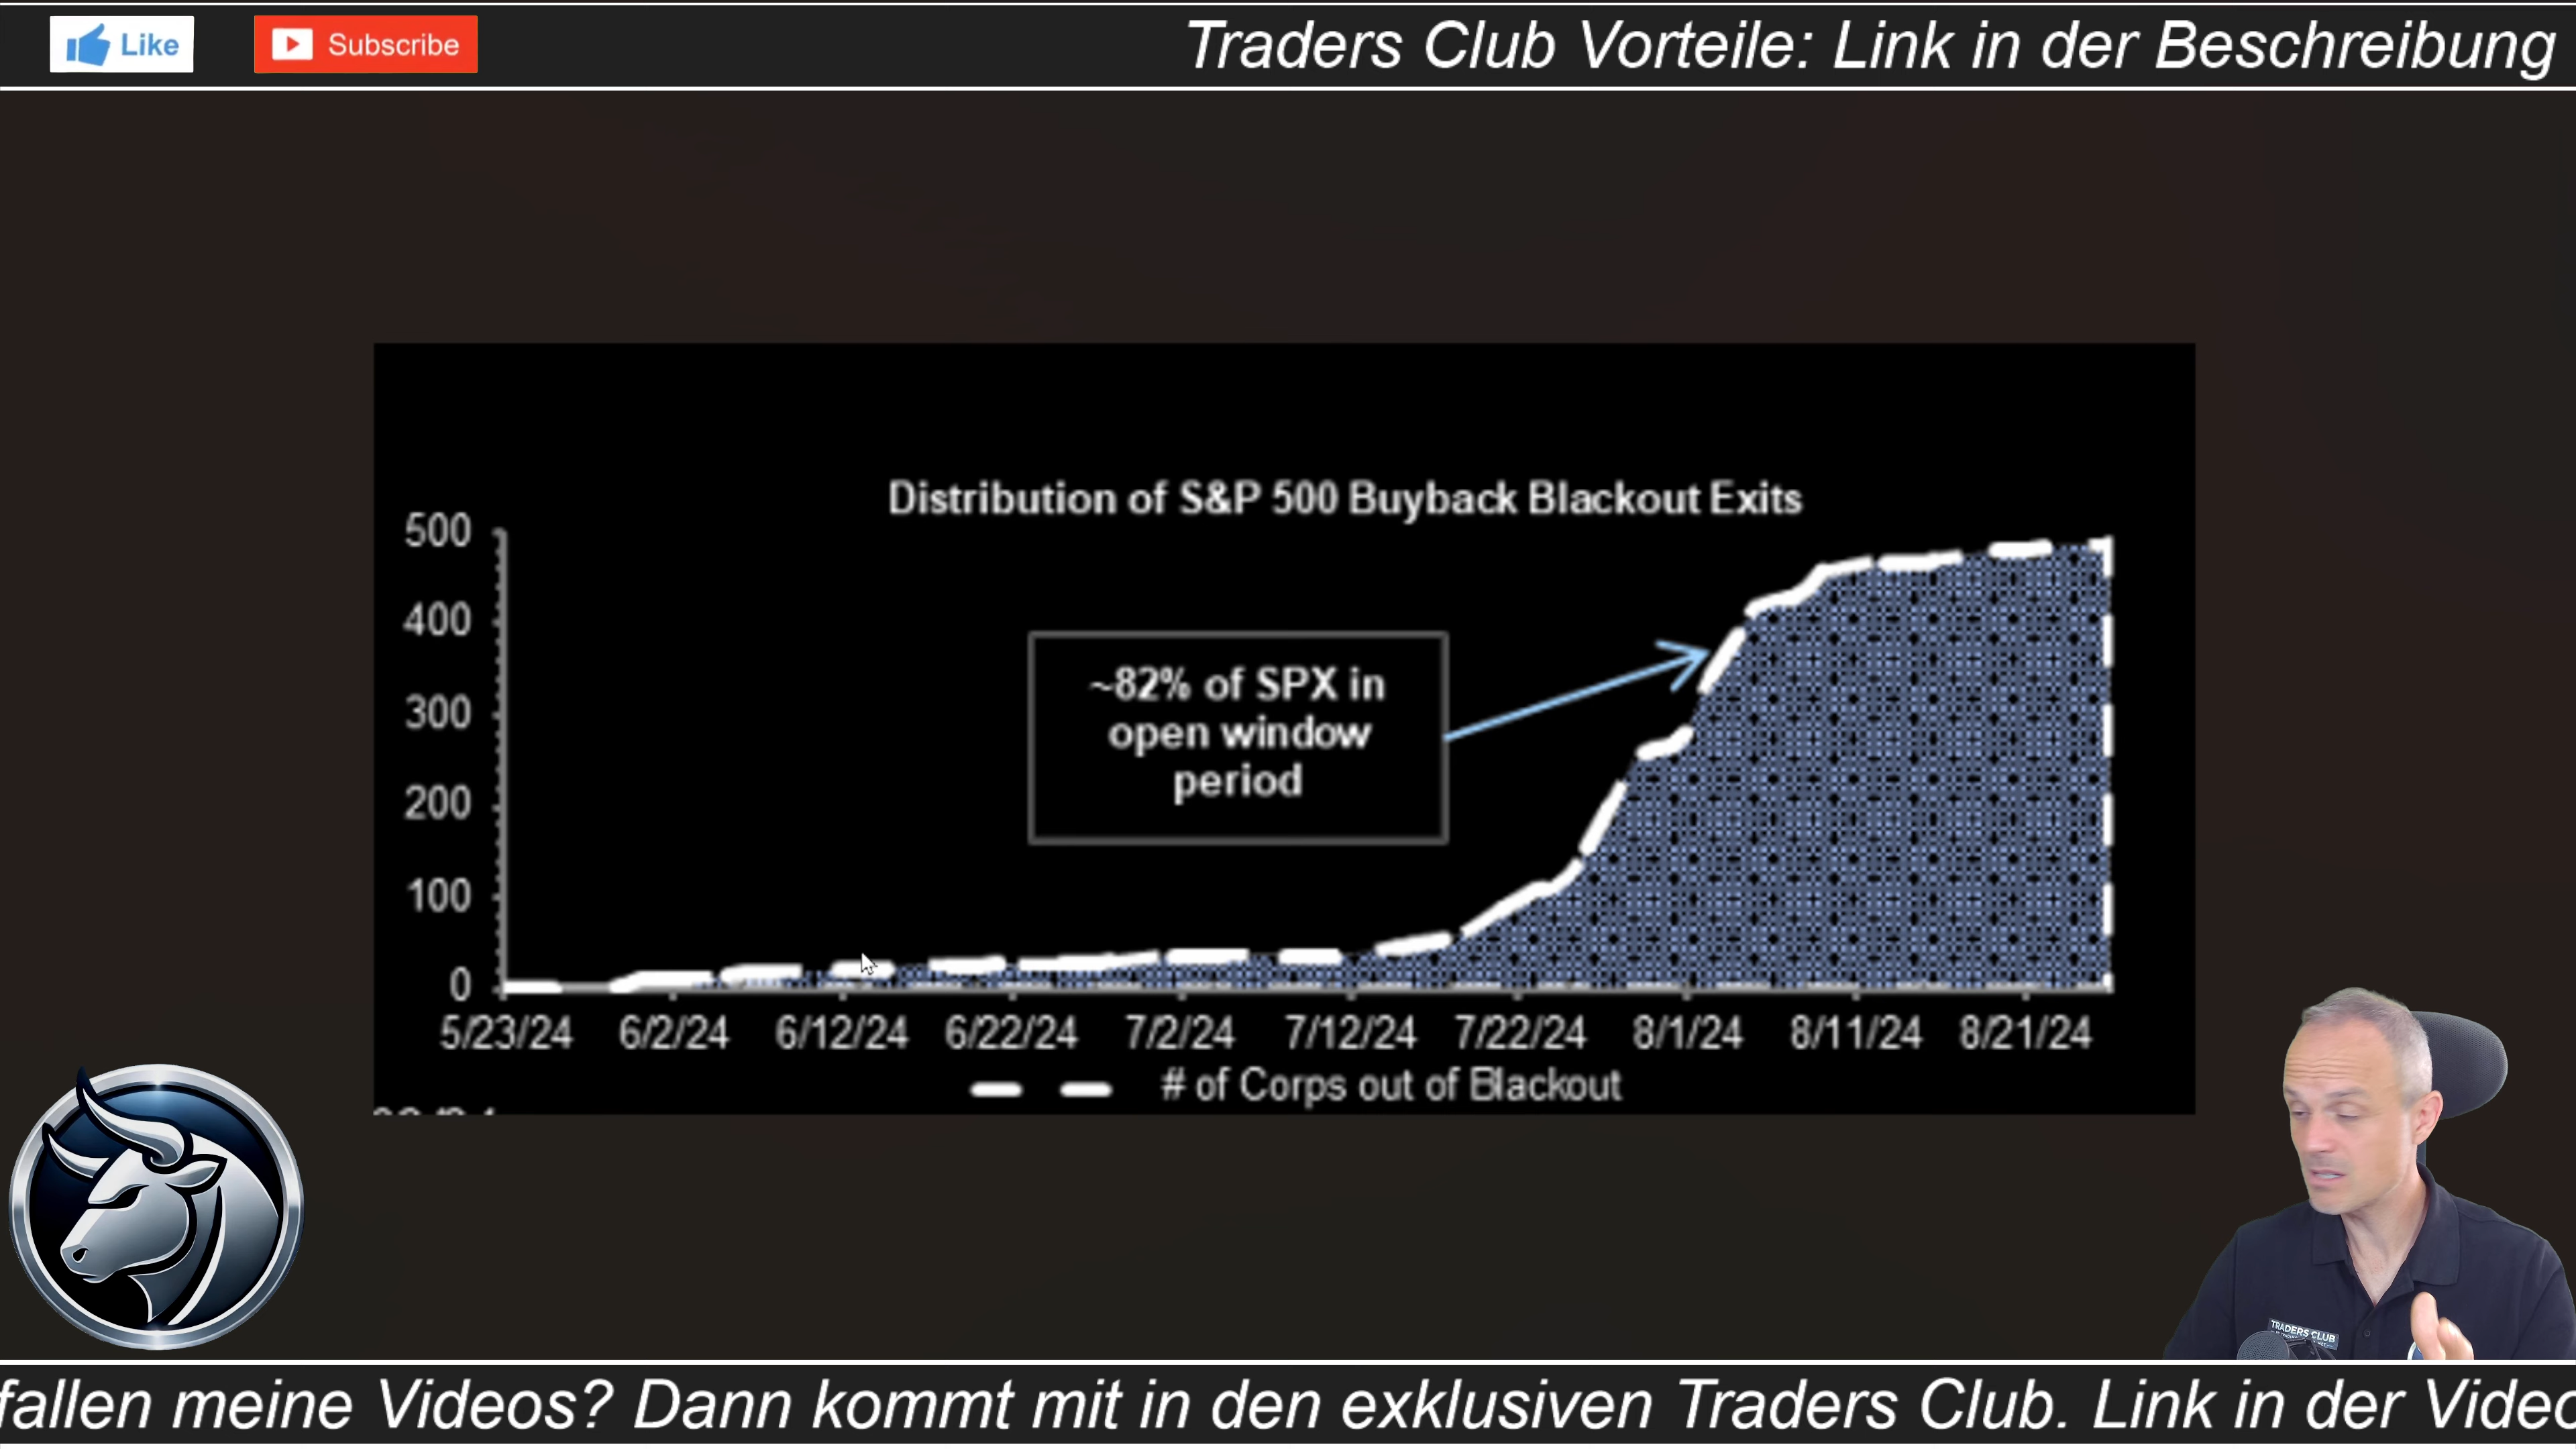 Like
Subscribe
Traders Club Vorteile: Link in der Beschreibung
Distribution of S&P 500 Buyback Blackout Exits
500
400
300
200
100
0
~82% of SPX in
open window
period
5/23/24 6/2/24 6/12/24 6/22/24 7/2/24 7/12/24 7/22/24 8/1/24 8/11/24 8/21/24
# of Corps out of Blackout
TRADERS CLUB
fallen meine Videos? Dann kommt mit in den exklusiven Traders Club. Link in der Video